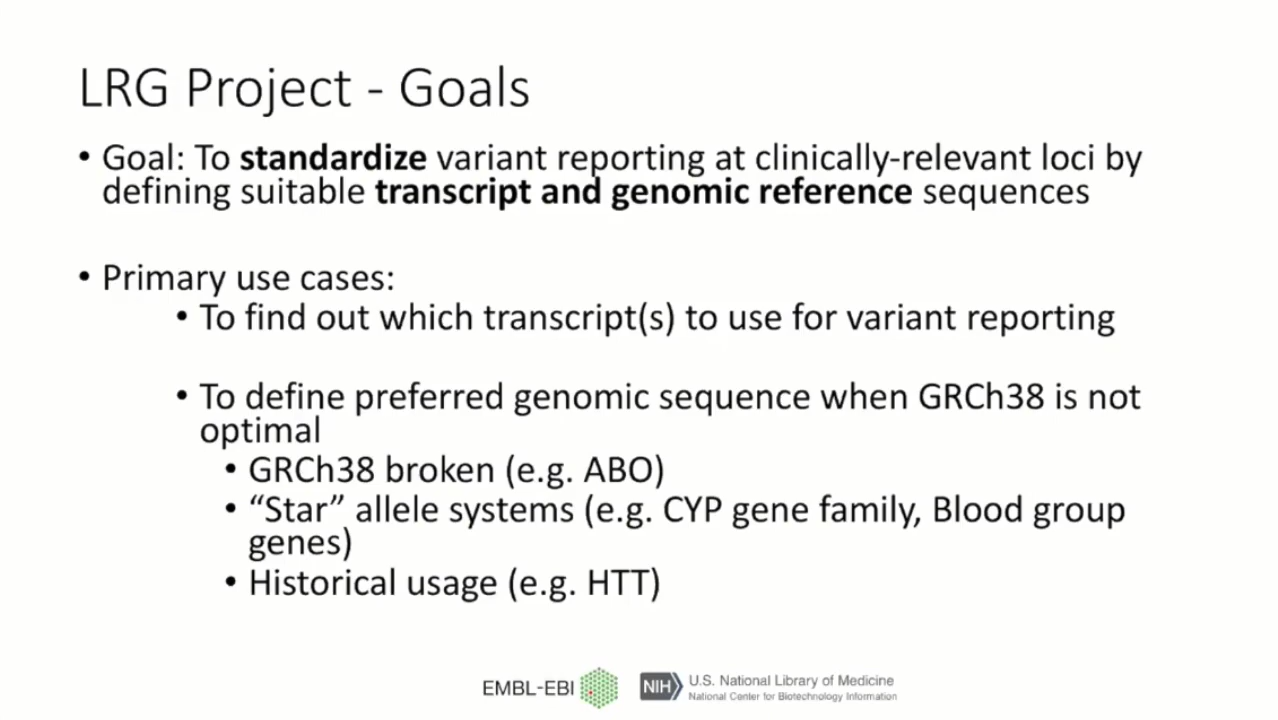 LRG Project - Goals
• Goal: To standardize variant reporting at clinically-relevant loci by
defining suitable transcript and genomic reference sequences
• Primary use cases:
• To find out which transcript(s) to use for variant reporting
• To define preferred genomic sequence when GRCh38 is not
optimal
• GRCh38 broken (e.g. ABO)
• “Star” allele systems (e.g. CYP gene family, Blood group
genes)
• Historical usage (e.g. HTT)
EMBL-EBI
NIH
U.S. National Library of Medicine
National Center for Biotechnology Information